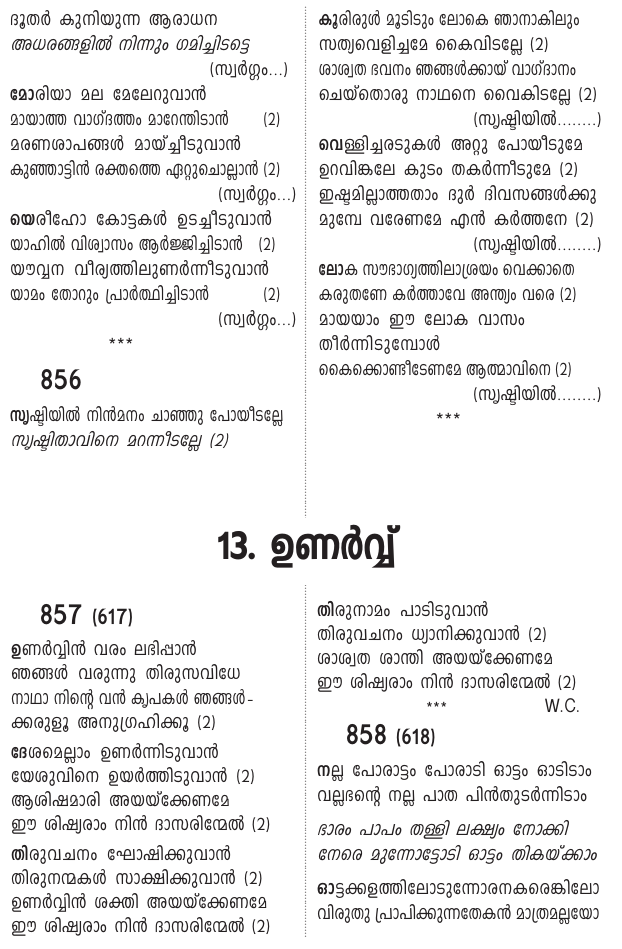 ദൂതർ കുനിയുന്ന ആരാധന
അധരങ്ങളിൽ നിന്നും ഗമിച്ചിടട്ടെ
(സ്വർഗ്ഗം...)
മോരിയാ മല മേലേറുവാൻ
മായാത്ത വാഗ്ദത്തം മാറേന്തിടാൻ (2)
മരണശാപങ്ങൾ മായ്ച്ചീടുവാൻ
കുഞ്ഞാട്ടിൻ രക്തത്തെ ഏറ്റുചൊല്ലാൻ (2)
(സ്വർഗ്ഗം...)
യെരീഹോ കോട്ടകൾ ഉടച്ചീടുവാൻ
യാഹിൽ വിശ്വാസം ആർജ്ജിച്ചിടാൻ (2)
യൗവ്വന വീര്യത്തിലുണർന്നീടുവാൻ
യാമം തോറും പ്രാർത്ഥിച്ചിടാൻ (2)
(സ്വർഗ്ഗം...)
***
856
സൃഷ്ടിയിൽ നിൻമനം ചാഞ്ഞു പോയീടല്ലേ
സൃഷ്ടിതാവിനെ മറന്നീടല്ലേ (2)
കൂരിരുൾ മൂടിടും ലോകെ ഞാനാകിലും
സത്യവെളിച്ചമേ കൈവിടല്ലേ (2)
ശാശ്വത ഭവനം ഞങ്ങൾക്കായ് വാഗ്ദാനം
ചെയ്തൊരു നാഥനെ വൈകിടല്ലേ (2)
(സൃഷ്ടിയിൽ........)
വെള്ളിച്ചരടുകൾ അറ്റു പോയീടുമേ
ഉറവിങ്കലേ കുടം തകർന്നീടുമേ (2)
ഇഷ്ടമില്ലാത്തതാം ദുർ ദിവസങ്ങൾക്കു
മുമ്പേ വരേണമേ എൻ കർത്തനേ (2)
(സൃഷ്ടിയിൽ........)
ലോക സൗഭാഗ്യത്തിലാശ്രയം വെക്കാതെ
കരുതണേ കർത്താവേ അന്ത്യം വരെ (2)
മായയാം ഈ ലോക വാസം
തീർന്നിടുമ്പോൾ
കൈക്കൊണ്ടീടേണമേ ആത്മാവിനെ (2)
(സൃഷ്ടിയിൽ........)
***
13. ഉണർവ്വ്
857 (617)
ഉണർവ്വിൻ വരം ലഭിപ്പാൻ
ഞങ്ങൾ വരുന്നു തിരുസവിധേ
നാഥാ നിന്റെ വൻ കൃപകൾ ഞങ്ങൾ-
ക്കരുളൂ അനുഗ്രഹിക്കൂ (2)
ദേശമെല്ലാം ഉണർന്നിടുവാൻ
യേശുവിനെ ഉയർത്തിടുവാൻ (2)
ആശിഷമാരി അയയ്ക്കേണമേ
ഈ ശിഷ്യരാം നിൻ ദാസരിന്മേൽ (2)
തിരുവചനം ഘോഷിക്കുവാൻ
തിരുനന്മകൾ സാക്ഷിക്കുവാൻ (2)
ഉണർവ്വിൻ ശക്തി അയയ്ക്കേണമേ
ഈ ശിഷ്യരാം നിൻ ദാസരിന്മേൽ (2)
തിരുനാമം പാടിടുവാൻ
തിരുവചനം ധ്യാനിക്കുവാൻ (2)
ശാശ്വത ശാന്തി അയയ്ക്കേണമേ
ഈ ശിഷ്യരാം നിൻ ദാസരിന്മേൽ (2)
*** W.C.
858 (618)
നല്ല പോരാട്ടം പോരാടി ഓട്ടം ഓടിടാം
വല്ലഭന്റെ നല്ല പാത പിൻതുടർന്നിടാം
ഭാരം പാപം തള്ളി ലക്ഷ്യം നോക്കി
നേരെ മുന്നോട്ടോടി ഓട്ടം തികയ്ക്കാം
ഓട്ടക്കളത്തിലോടുന്നോരനകരെങ്കിലോ
വിരുതു പ്രാപിക്കുന്നതേകൻ മാത്രമല്ലയോ